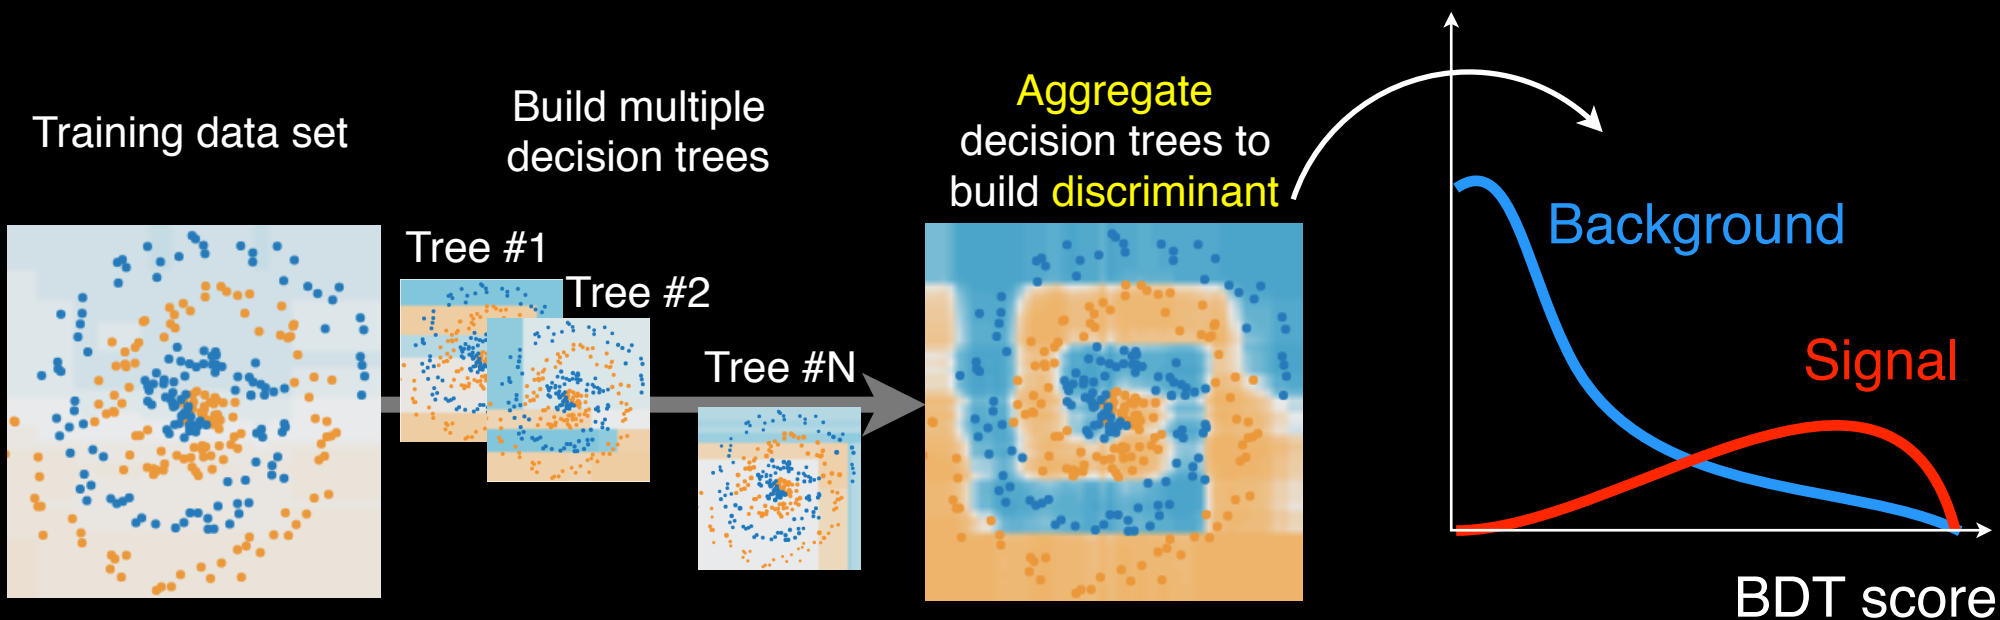 Training data set
Build multiple
decision trees
Tree #1
Tree #2
Tree #N
Aggregate
decision trees to
build discriminant
Background
Signal
BDT score